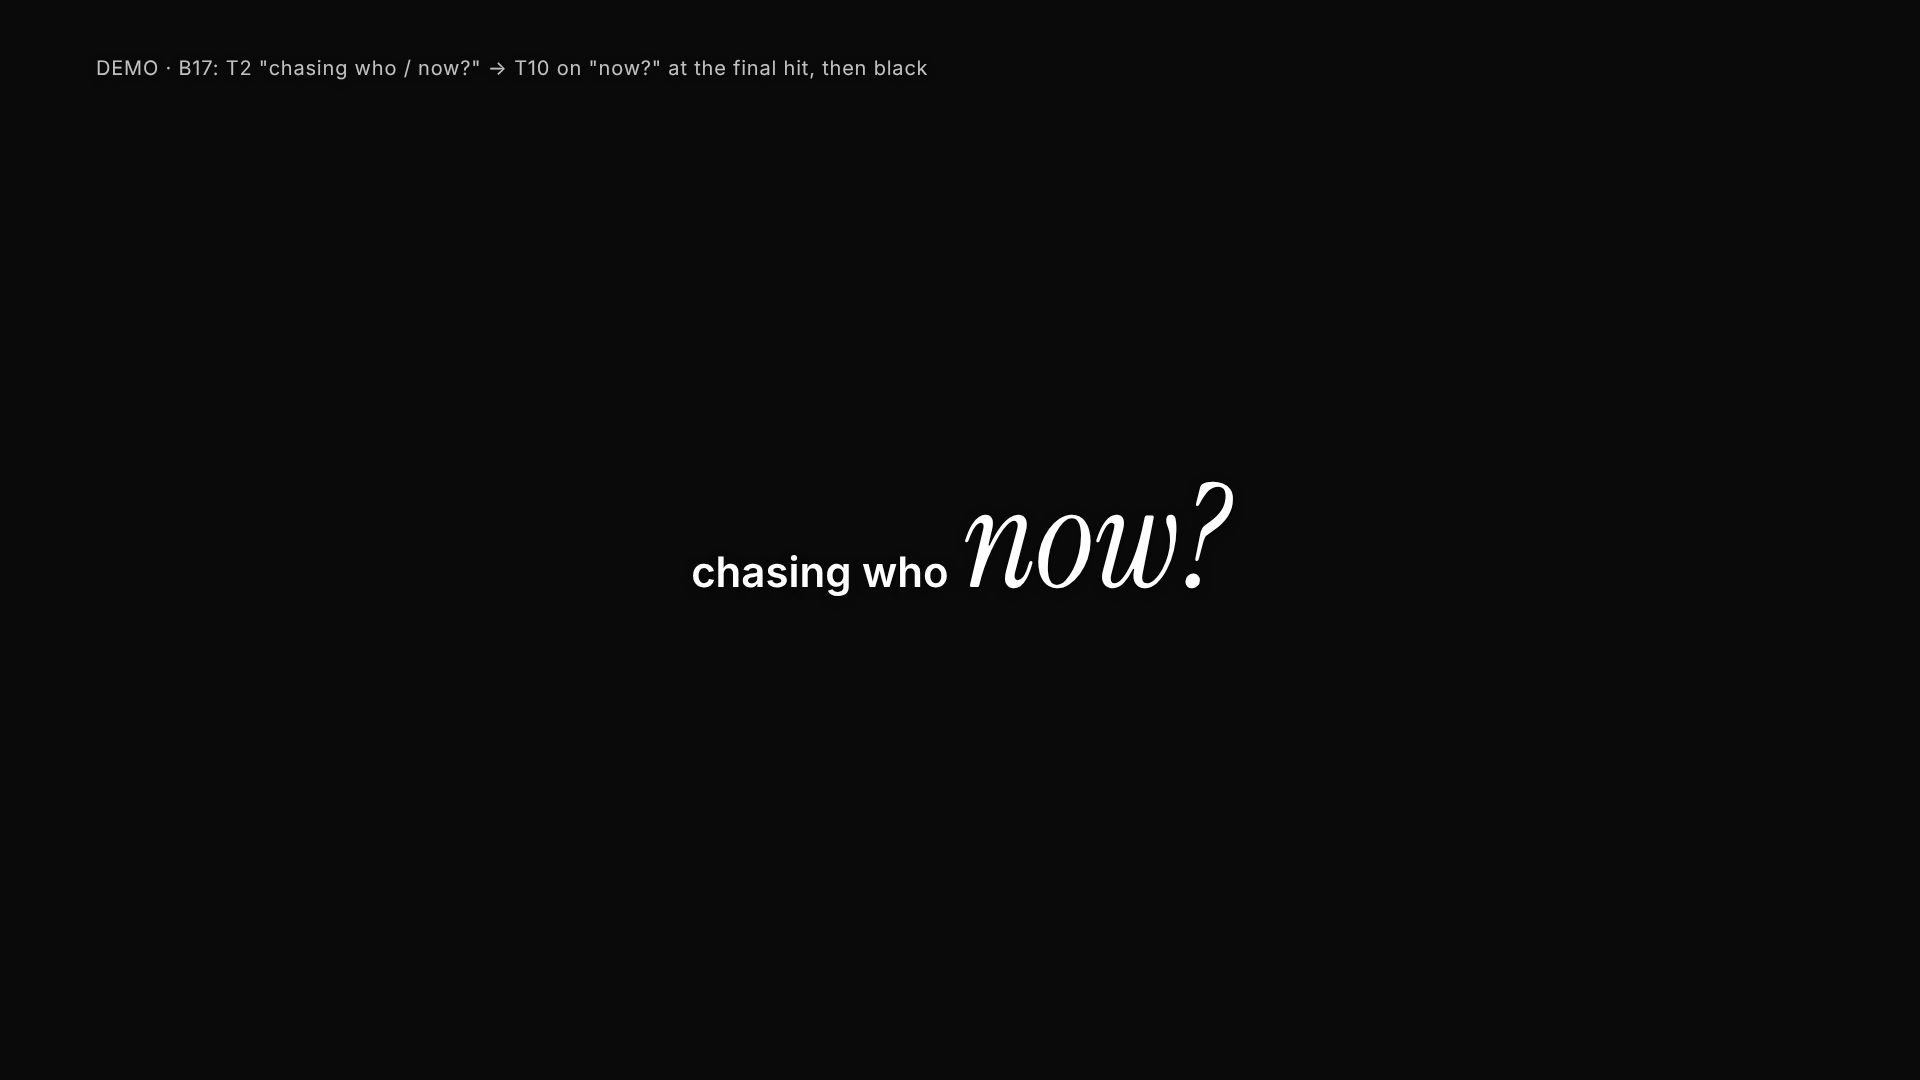 DEMO · B17: T2 "chasing who / now?" → T10 on "now?" at the final hit, then black
chasing who now?